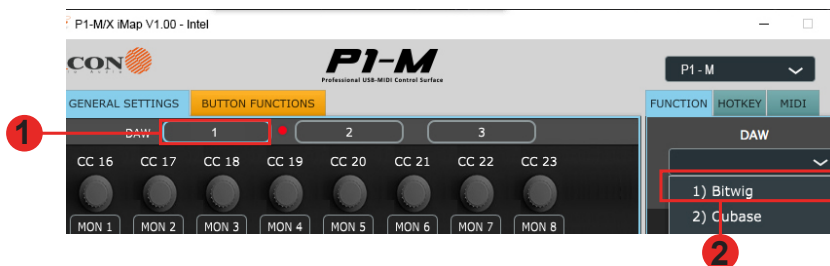 P1-M/X iMap V1.00 - Intel
CON
P1-M
Professional USB-MIDI Control Surface
P1 - M
GENERAL SETTINGS BUTTON FUNCTIONS
FUNCTION HOTKEY MIDI
1
DAW 1 2 3
DAW
CC 16 CC 17 CC 18 CC 19 CC 20 CC 21 CC 22 CC 23
1) Bitwig
2) Cubase
MON 1 MON 2 MON 3 MON 4 MON 5 MON 6 MON 7 MON 8
2